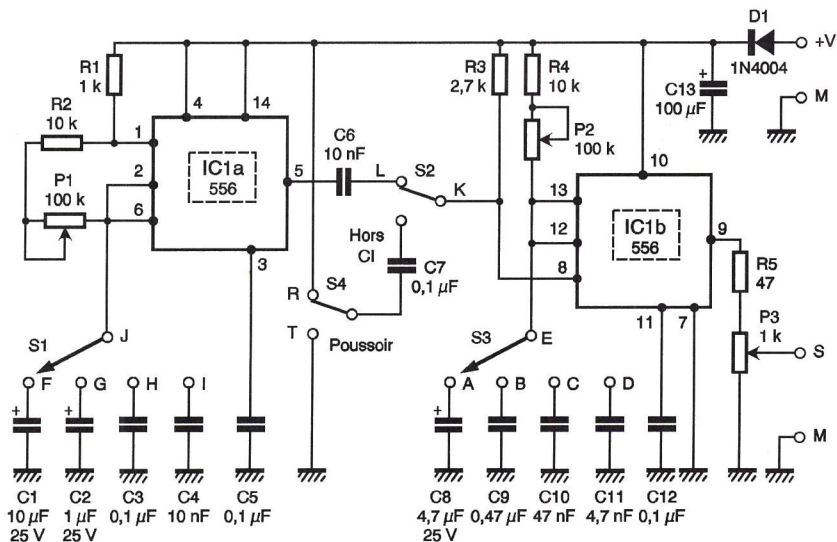 D1
+V
1N4004
R1
1 k
R2
10 k
P1
100 k
4
14
1
2
6
IC1a
556
5
3
C6
10 nF
L
S2
K
R3
2,7 k
R4
10 k
P2
100 k
C13
100 µF
+
M
10
13
12
8
IC1b
556
9
11
7
R5
47
P3
1 k
S
M
Hors
CI
C7
0,1 µF
R
S4
T
Poussoir
S1
J
F
G
H
I
S3
E
A
B
C
D
+
+
+
C1
10 µF
25 V
C2
1 µF
25 V
C3
0,1 µF
C4
10 nF
C5
0,1 µF
C8
4,7 µF
25 V
C9
0,47 µF
C10
47 nF
C11
4,7 nF
C12
0,1 µF